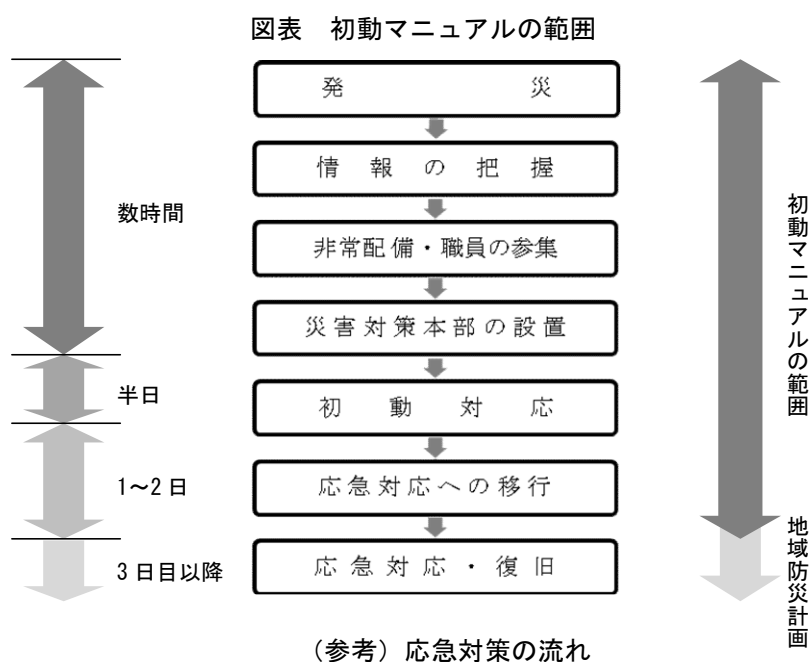 図表　初動マニュアルの範囲
発災
情報の把握
数時間
非常配備・職員の参集
災害対策本部の設置
半日
初動対応
1～2日
応急対応への移行
3日目以降
応急対応・復旧
初動マニュアルの範囲
地域防災計画
（参考）応急対策の流れ